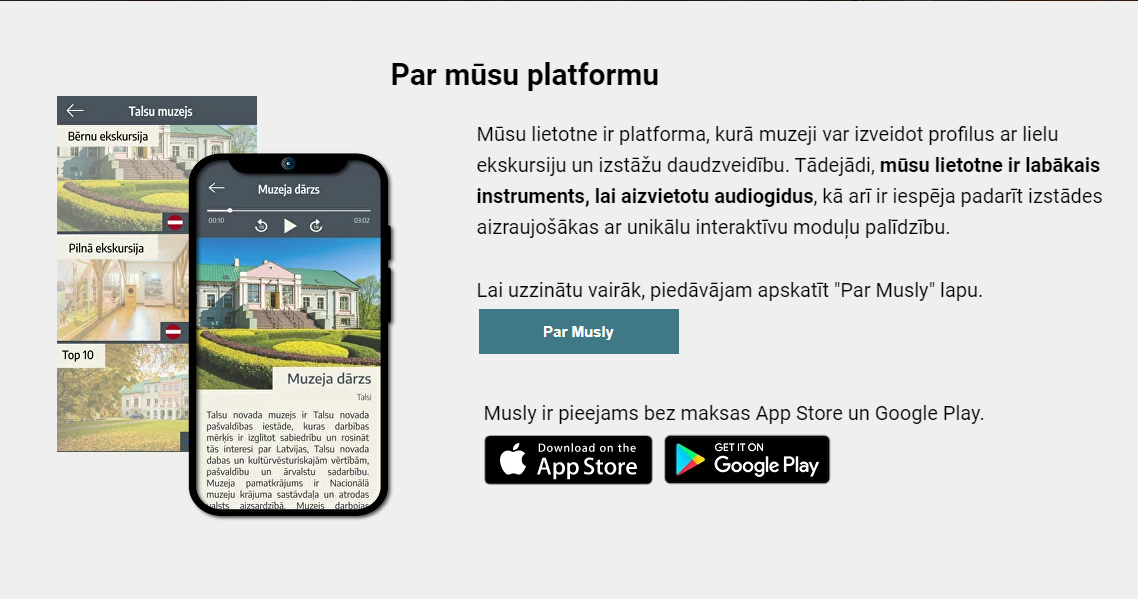 Par mūsu platformu
Talsu muzejs
Bērnu ekskursija
Pilnā ekskursija
Top 10
Muzeja dārzs
00:10
03:02
Muzeja dārzs
Talsi
Talsu novada muzejs ir Talsu novada
pašvaldības iestāde, kuras darbības
mērķis ir izglītot sabiedrību un rosināt
tās interesi par Latvijas, Talsu novada
dabas un kultūrvēsturiskajām vērtībām,
pašvaldību un ārvalstu sadarbību.
Muzeja pamatkrājums ir Nacionālā
muzeju krājuma sastāvdaļa un atrodas
valsts aizsardzībā. Muzejs darbojas
Mūsu lietotne ir platforma, kurā muzeji var izveidot profilus ar lielu
ekskursiju un izstāžu daudzveidību. Tādejādi, mūsu lietotne ir labākais
instruments, lai aizvietotu audiogidus, kā arī ir iespēja padarīt izstādes
aizraujošākas ar unikālu interaktīvu moduļu palīdzību.
Lai uzzinātu vairāk, piedāvājam apskatīt "Par Musly" lapu.
Par Musly
Musly ir pieejams bez maksas App Store un Google Play.
Download on the
App Store
GET IT ON
Google Play